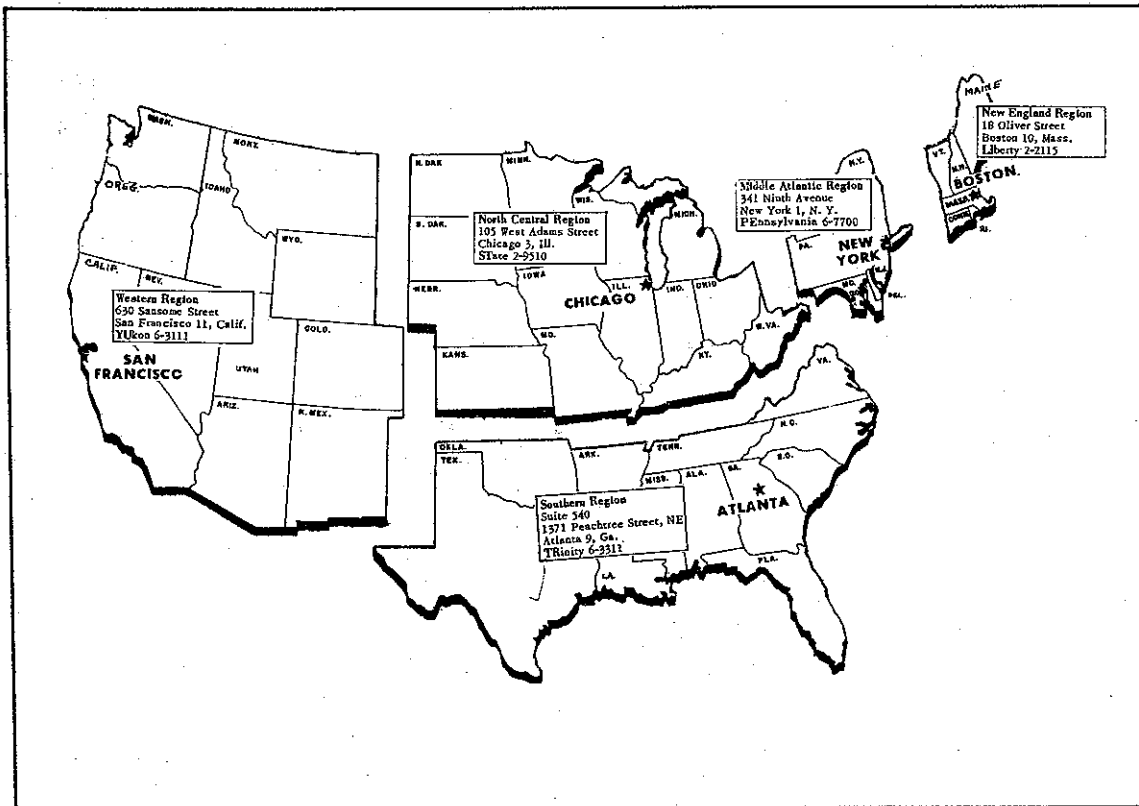 MAINE
New England Region
18 Oliver Street
Boston 10, Mass.
Liberty 2-2115
VT.
N.H.
BOSTON.
MASS.
CONN.
R.I.
WASH.
MONT.
OREG.
IDAHO
WYO.
CALIF.
NEV.
Western Region
630 Sansome Street
San Francisco 11, Calif.
YUkon 6-3111
SAN
FRANCISCO
UTAH
COLO.
ARIZ.
N. MEX.
N. DAK
MINN.
WIS.
MICH.
S. DAK.
North Central Region
105 West Adams Street
Chicago 3, Ill.
STate 2-9510
NEBR.
IOWA
ILL.
CHICAGO
IND.
OHIO
KANS.
MO.
KY.
W.VA.
N.Y.
Middle Atlantic Region
341 Ninth Avenue
New York 1, N. Y.
PEnnsylvania 6-7700
PA.
NEW
YORK
N.J.
MD.
DEL.
VA.
OKLA.
TEX.
ARK.
TENN.
N.C.
S.C.
MISS.
ALA.
GA.
Southern Region
Suite 540
1371 Peachtree Street, NE
Atlanta 9, Ga.
TRinity 6-3312
ATLANTA
LA.
FLA.